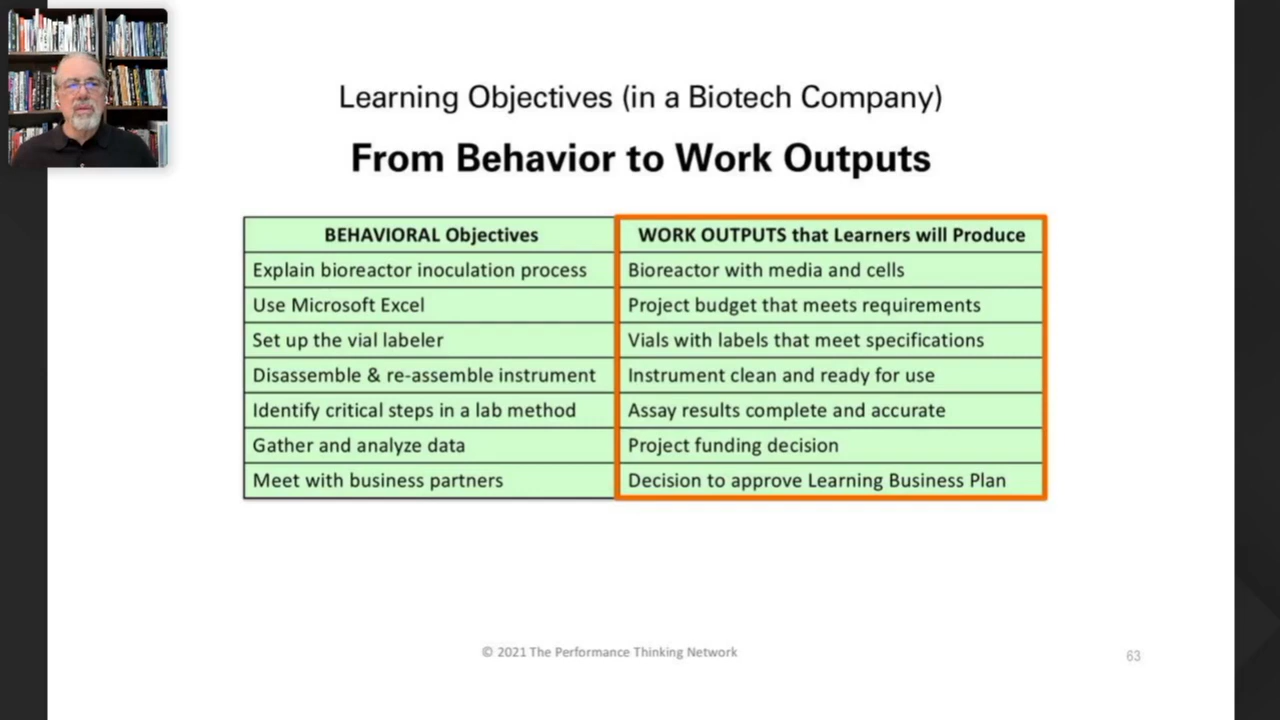 Learning Objectives (in a Biotech Company)
From Behavior to Work Outputs
BEHAVIORAL Objectives WORK OUTPUTS that Learners will Produce
Explain bioreactor inoculation process Bioreactor with media and cells
Use Microsoft Excel Project budget that meets requirements
Set up the vial labeler Vials with labels that meet specifications
Disassemble & re-assemble instrument Instrument clean and ready for use
Identify critical steps in a lab method Assay results complete and accurate
Gather and analyze data Project funding decision
Meet with business partners Decision to approve Learning Business Plan
© 2021 The Performance Thinking Network
63